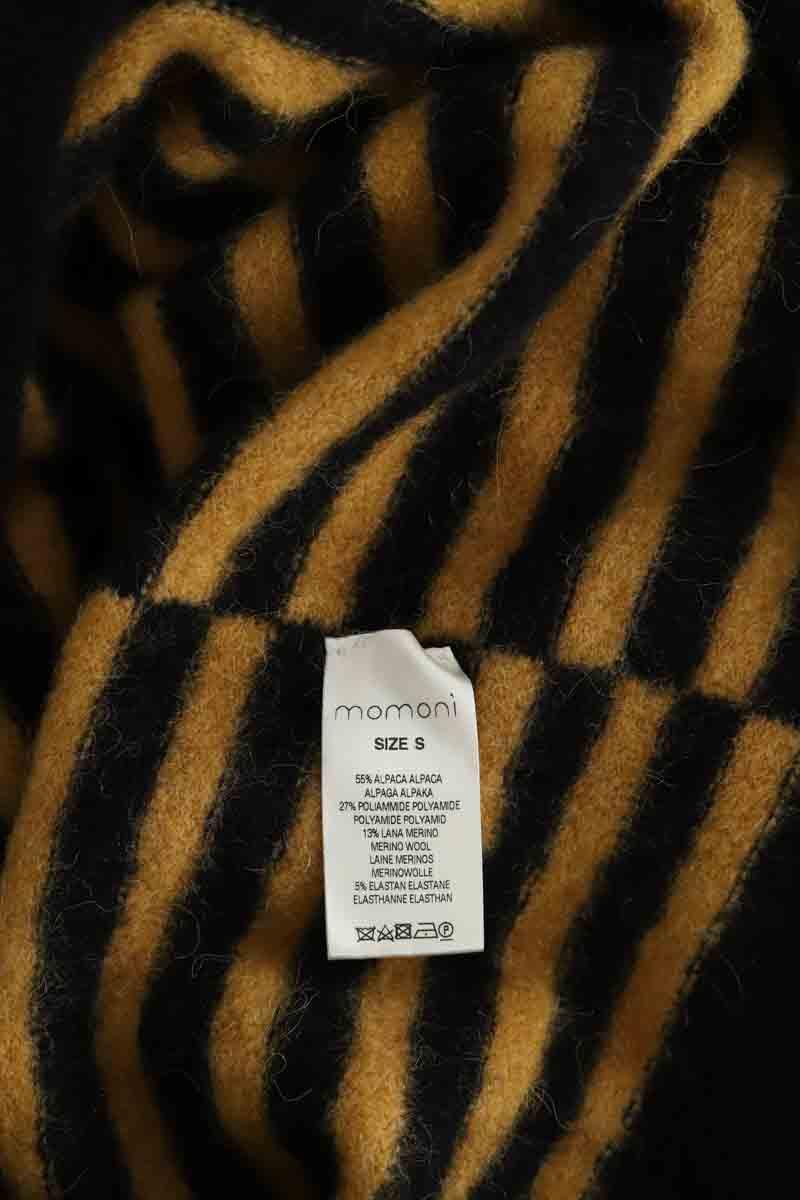 momonì
SIZE S
55% ALPACA ALPACA
ALPAGA ALPAKA
27% POLIAMMIDE POLYAMIDE
POLYAMIDE POLYAMID
13% LANA MERINO
MERINO WOOL
LAINE MERINOS
MERINOWOLLE
5% ELASTAN ELASTANE
ELASTHANNE ELASTHAN
P